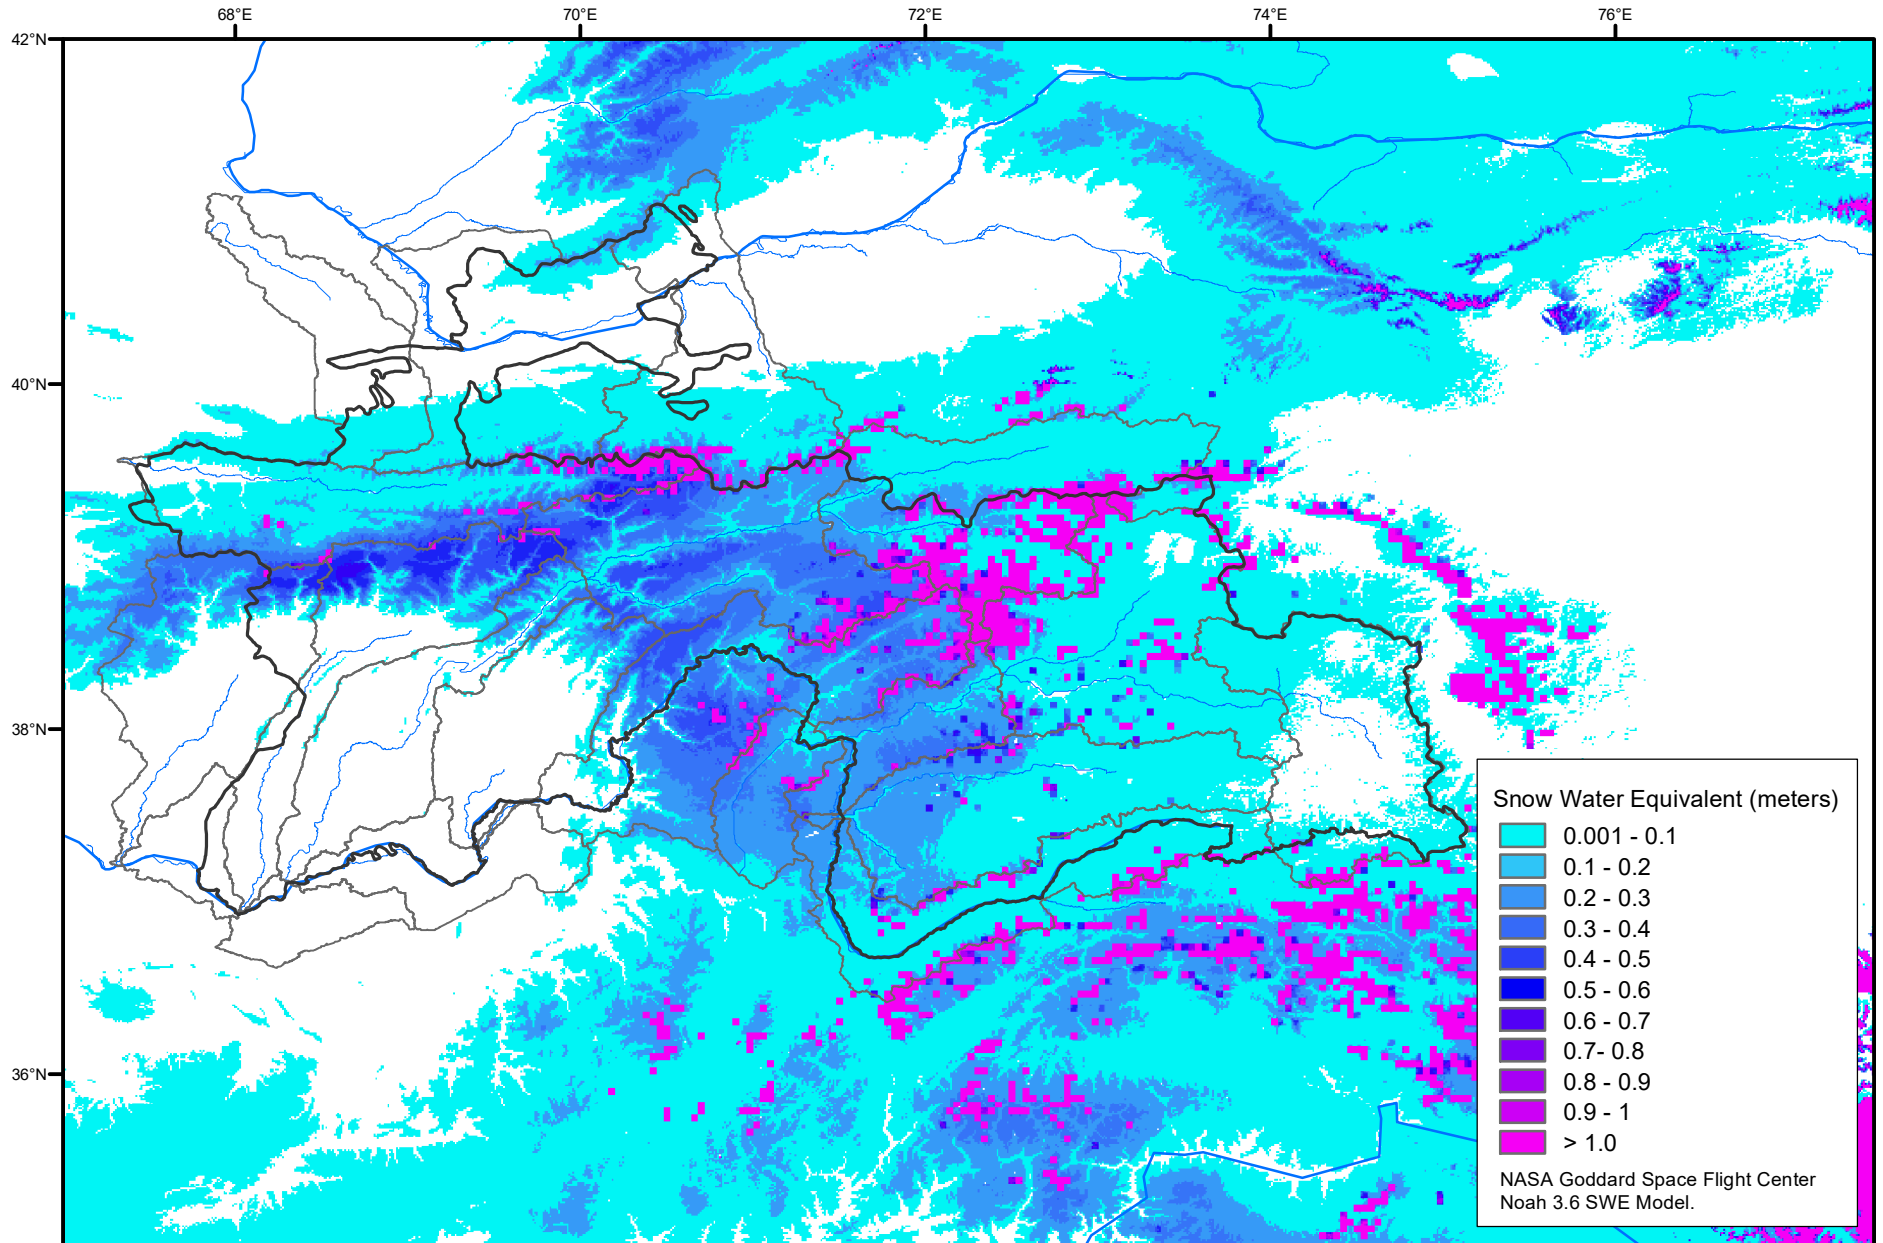 68°E 70°E 72°E 74°E 76°E
42°N
40°N
38°N
36°N
Snow Water Equivalent (meters)
0.001 - 0.1
0.1 - 0.2
0.2 - 0.3
0.3 - 0.4
0.4 - 0.5
0.5 - 0.6
0.6 - 0.7
0.7- 0.8
0.8 - 0.9
0.9 - 1
> 1.0
NASA Goddard Space Flight Center
Noah 3.6 SWE Model.